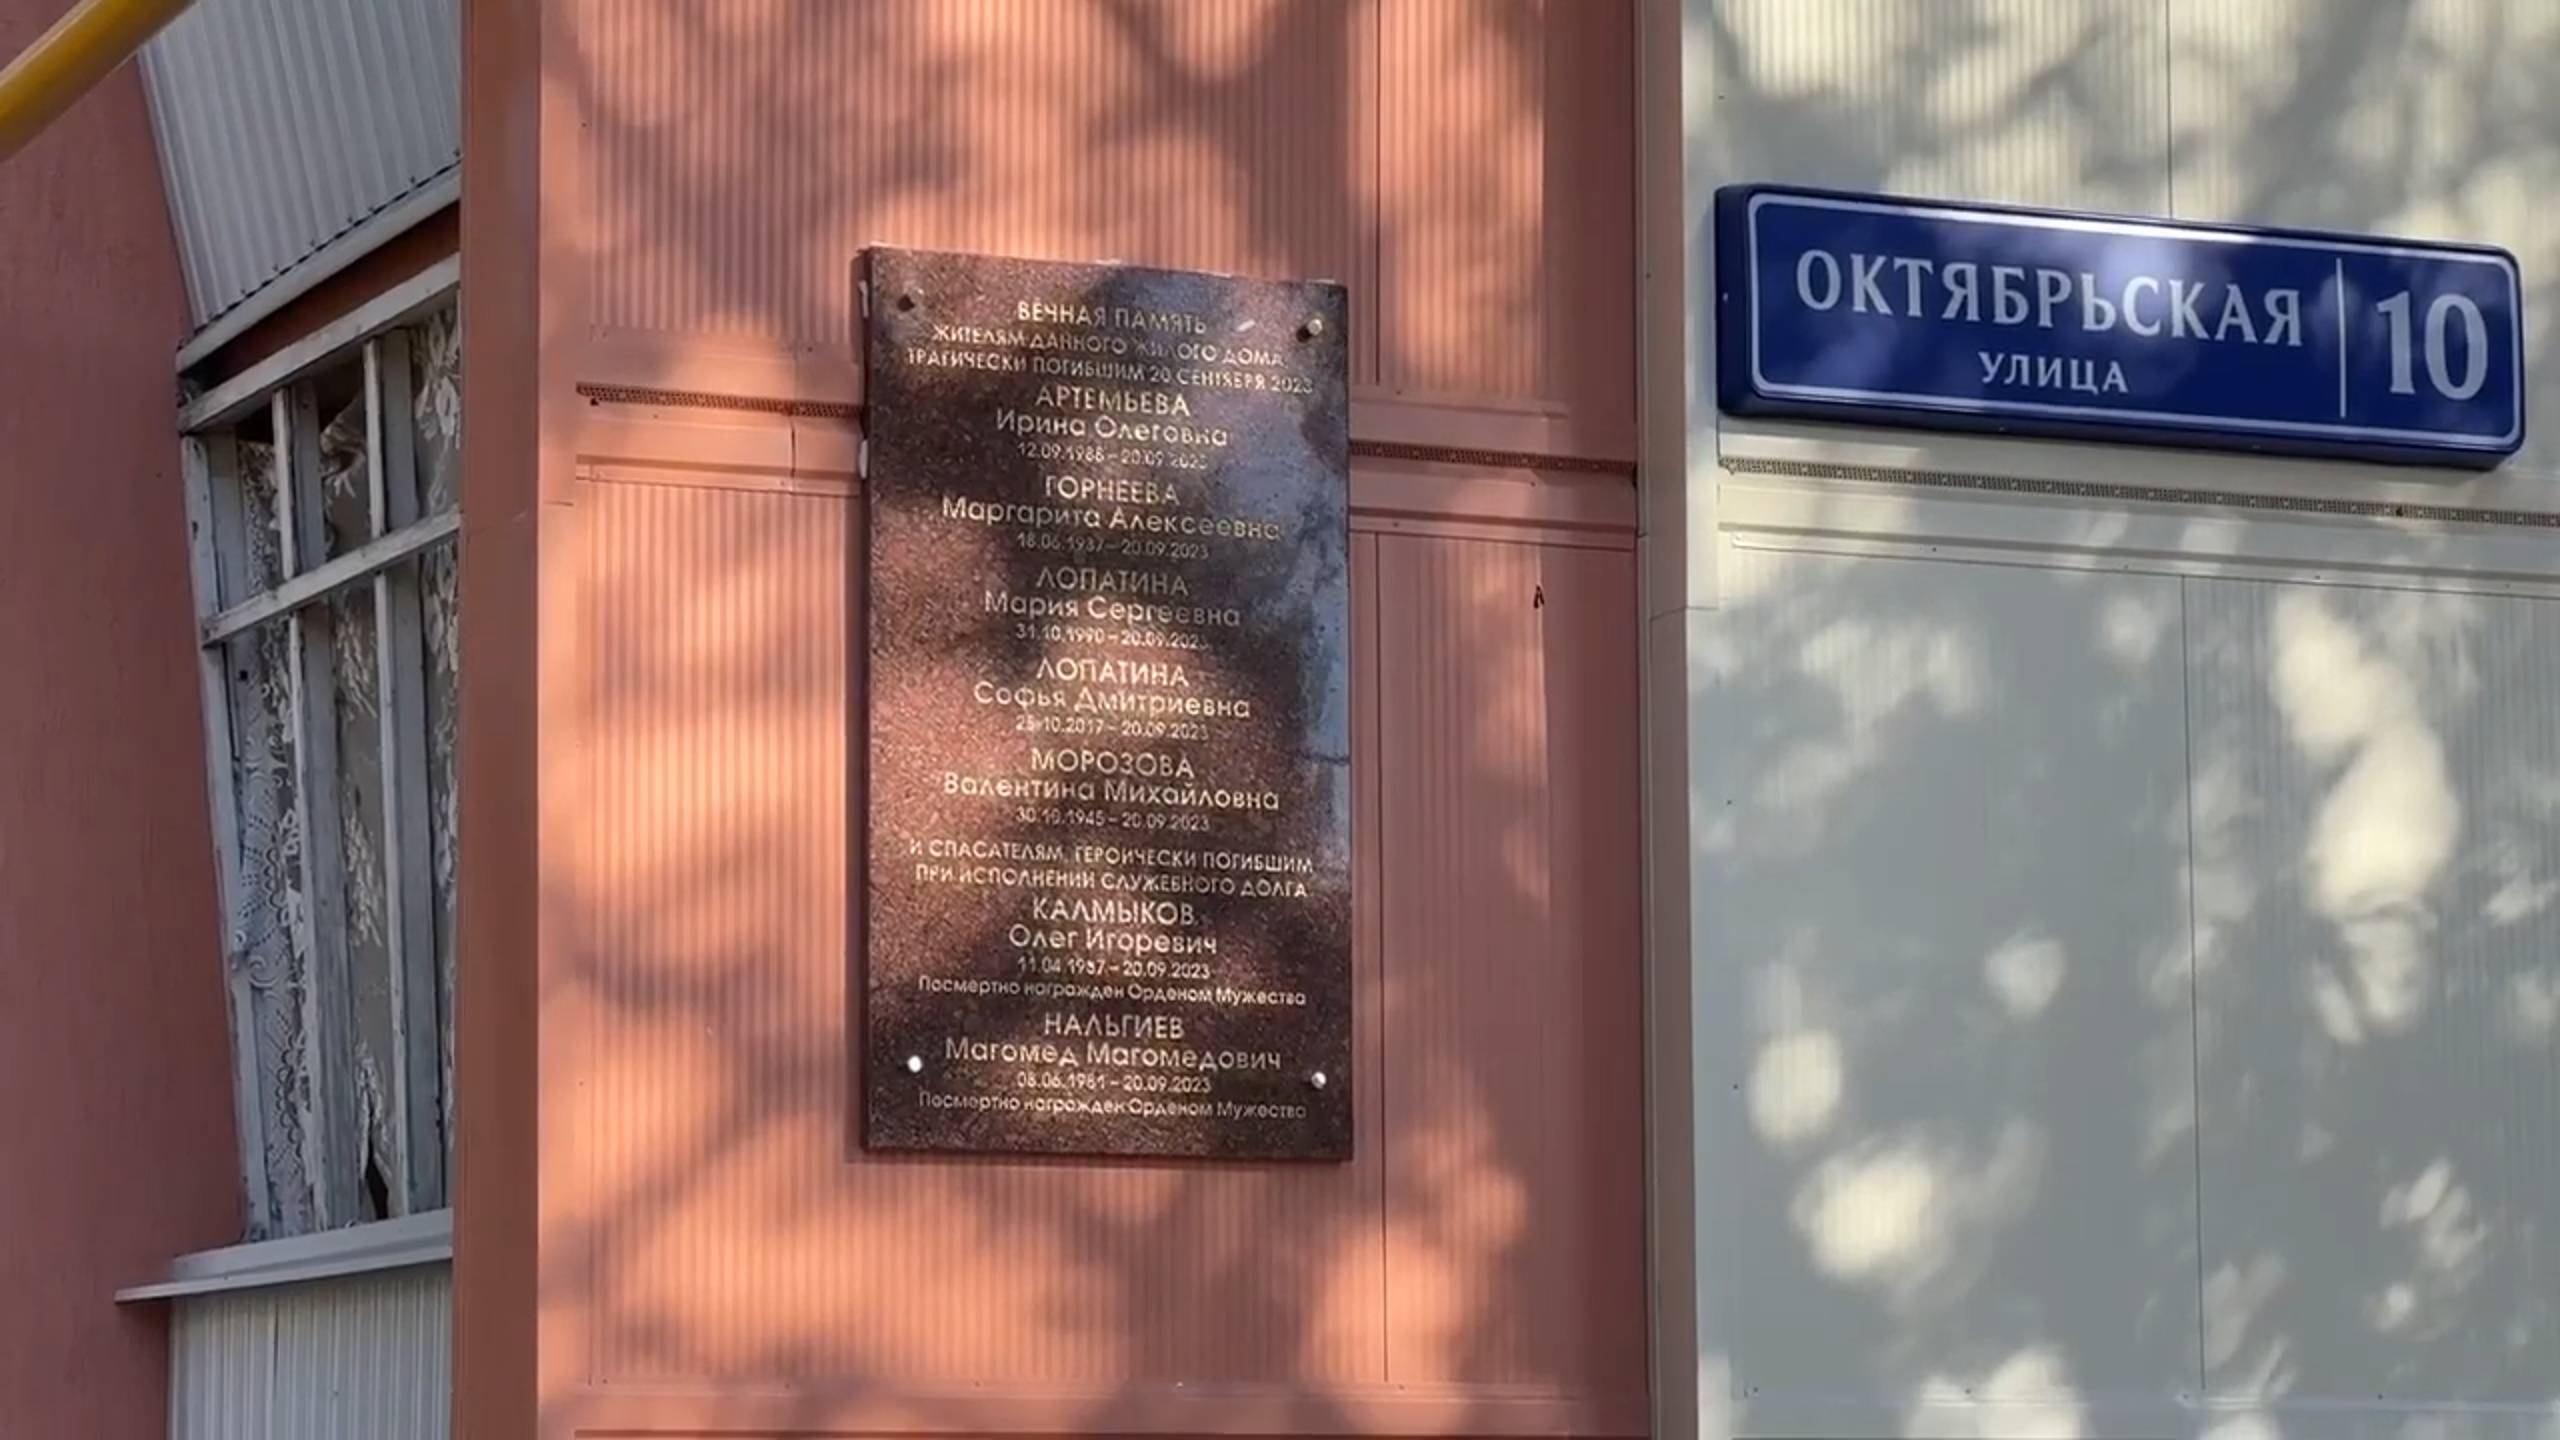 ВЕЧНАЯ ПАМЯТЬ
ЖИТЕЛЯМ ДАННОГО ЖИЛОГО ДОМА,
ТРАГИЧЕСКИ ПОГИБШИМ 20 СЕНТЯБРЯ 2023
АРТЕМЬЕВА
Ирина Олеговна
12.09.1988 – 20.09.2023
ГОРНЕЕВА
Маргарита Алексеевна
18.06.1937 – 20.09.2023
ЛОПАТИНА
Мария Сергеевна
31.10.1990 – 20.09.2023
ЛОПАТИНА
Софья Дмитриевна
25.10.2017 – 20.09.2023
МОРОЗОВА
Валентина Михайловна
30.10.1945 – 20.09.2023
И СПАСАТЕЛЯМ, ГЕРОИЧЕСКИ ПОГИБШИМ
ПРИ ИСПОЛНЕНИИ СЛУЖЕБНОГО ДОЛГА
КАЛМЫКОВ
Олег Игоревич
– 20.09.2023
Посмертно награжден Орденом Мужества
НАЛЬГИЕВ
Магомед Магомедович
08.06.1981 – 20.09.2023
Посмертно награжден Орденом Мужества
ОКТЯБРЬСКАЯ
УЛИЦА
10